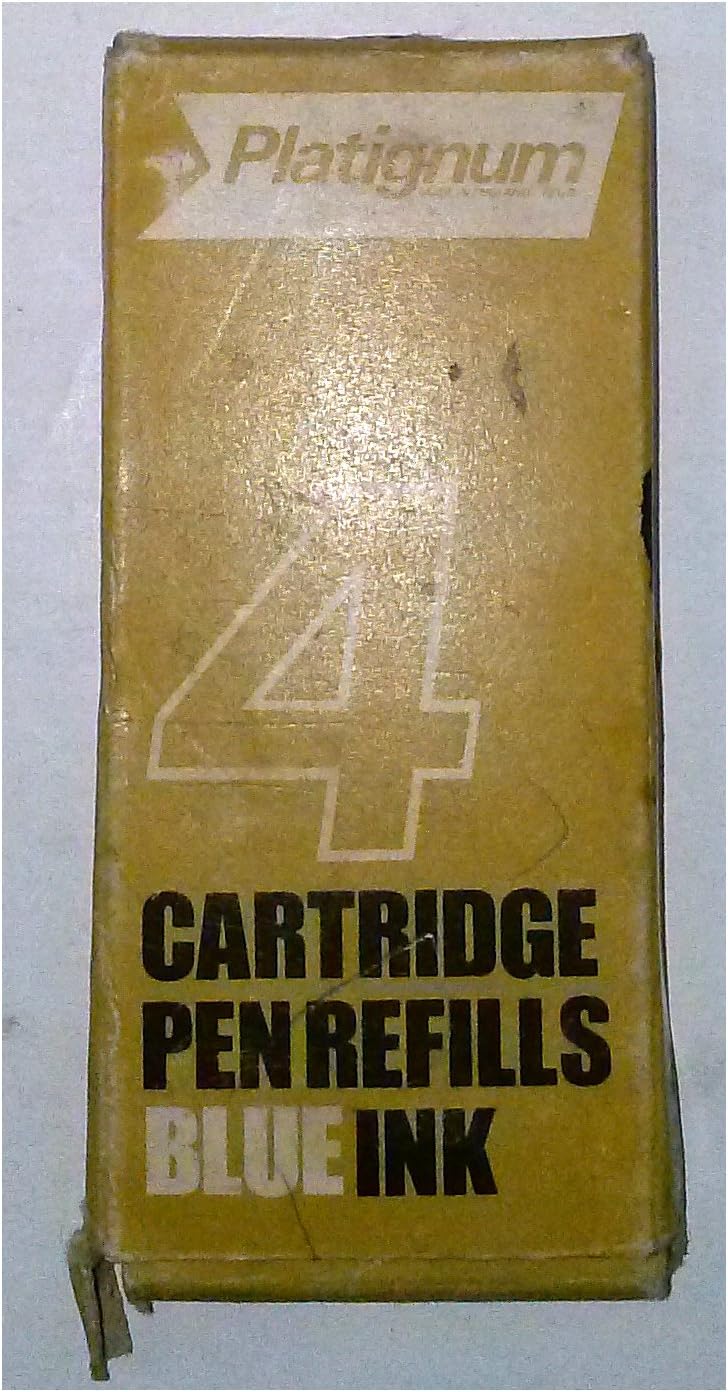 Platignum
4
CARTRIDGE
PEN REFILLS
BLUE INK